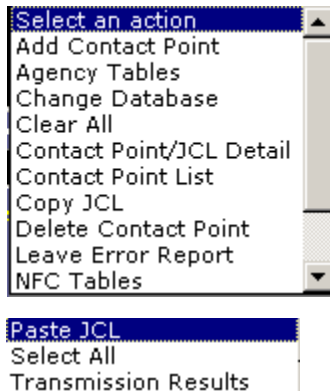 Select an action
Add Contact Point
Agency Tables
Change Database
Clear All
Contact Point/JCL Detail
Contact Point List
Copy JCL
Delete Contact Point
Leave Error Report
NFC Tables
Paste JCL
Select All
Transmission Results